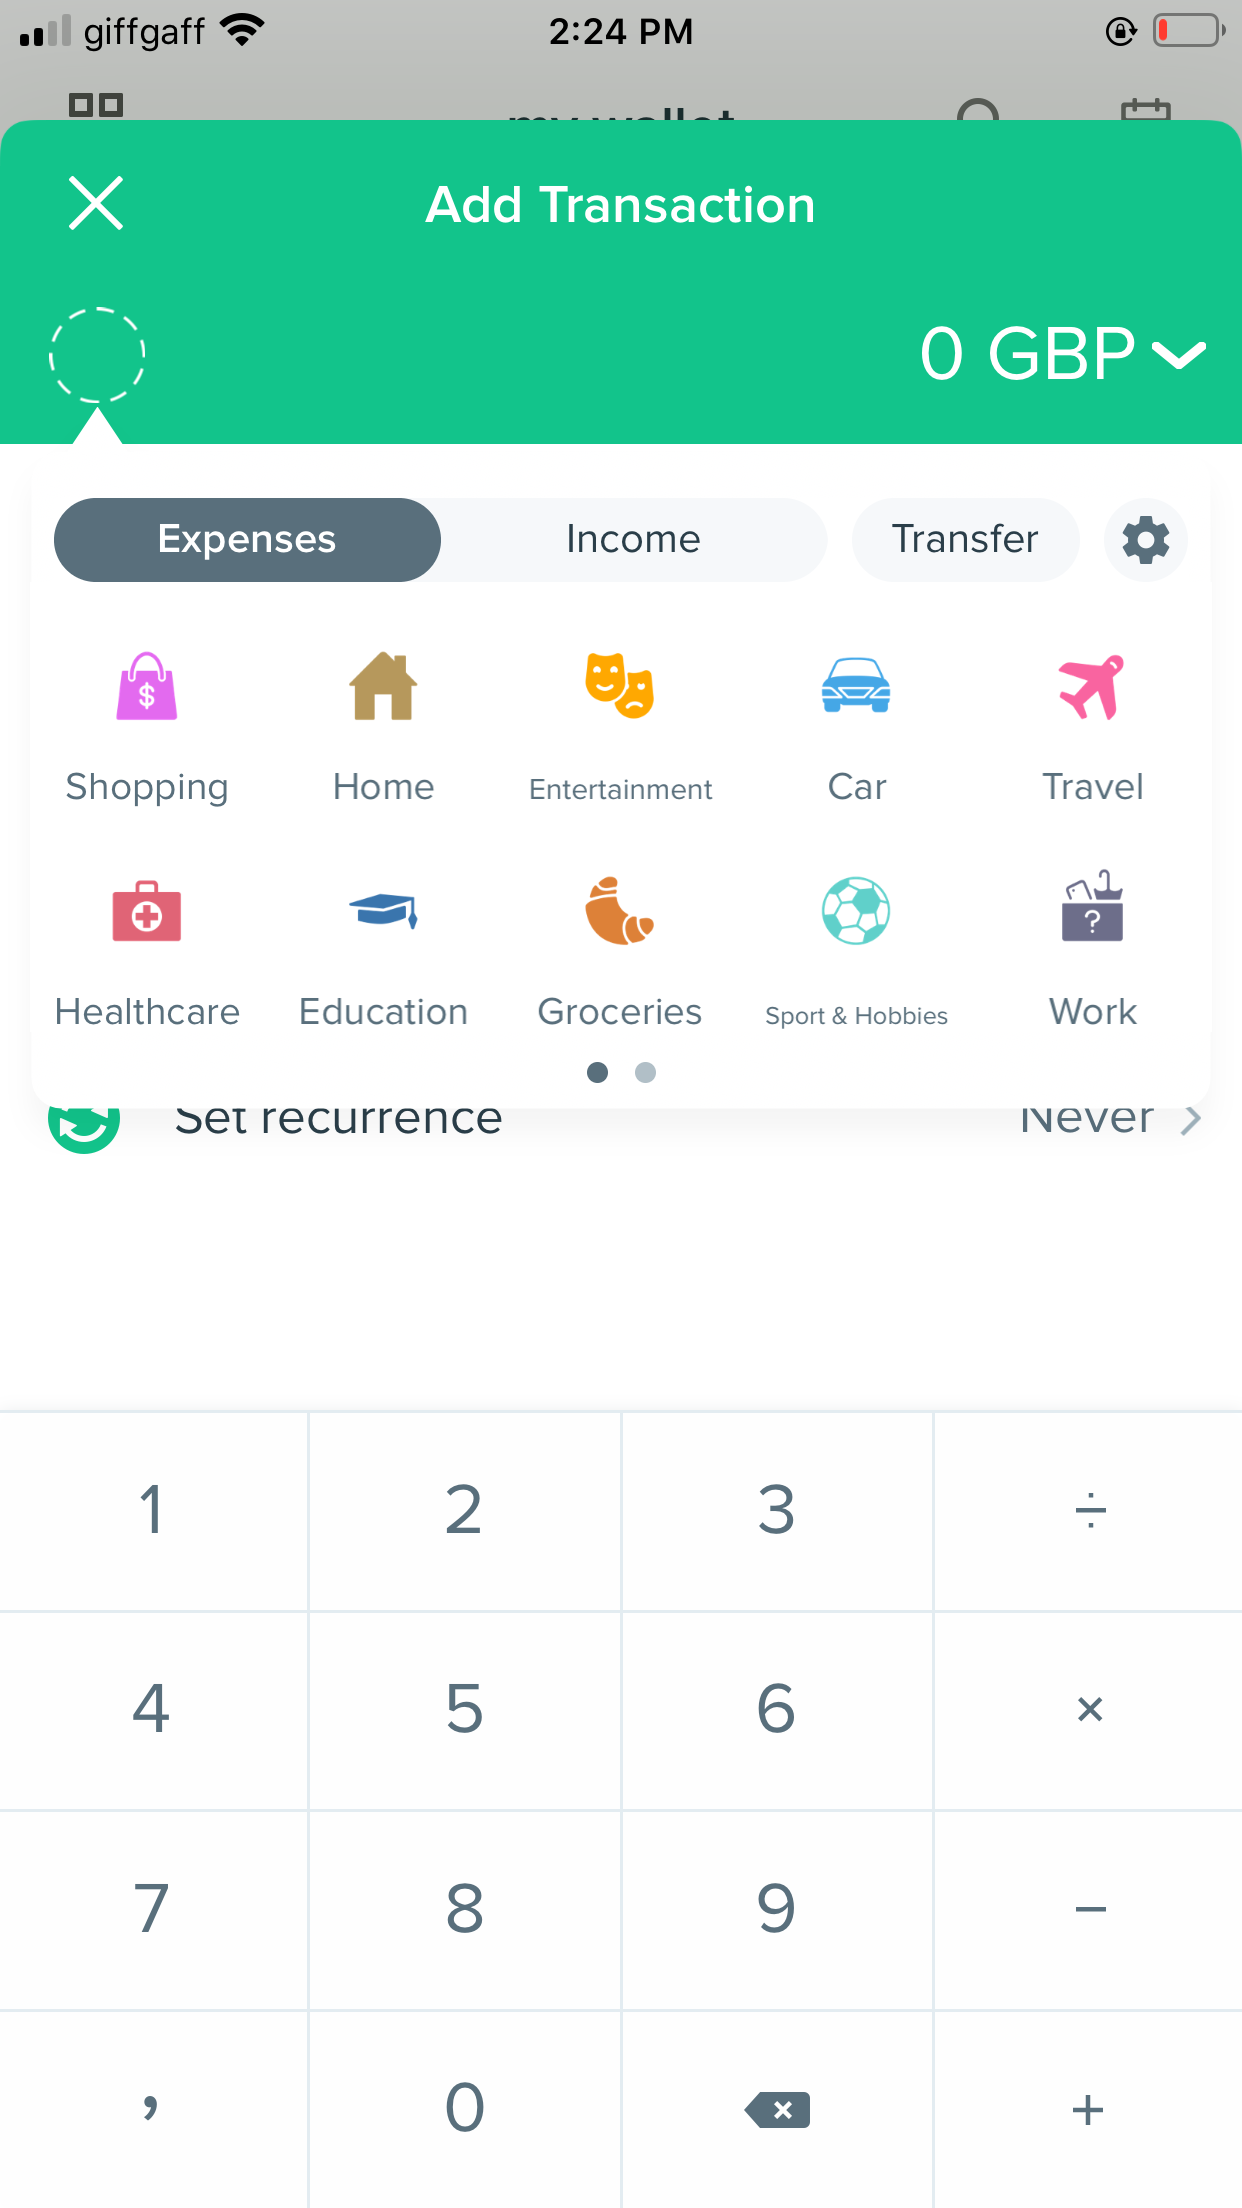 giffgaff 2:24 PM
my wallet
Add Transaction
0 GBP
Expenses Income Transfer
$
Shopping Home Entertainment Car Travel
?
Healthcare Education Groceries Sport & Hobbies Work
Set recurrence Never
1 2 3 ÷
4 5 6 ×
7 8 9 −
, 0 +